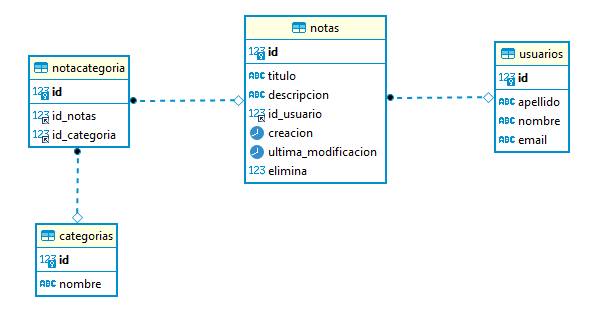 notacategoria
123 id
123 id_notas
123 id_categoria
notas
123 id
ABC titulo
ABC descripcion
123 id_usuario
creacion
ultima_modificacion
123 elimina
usuarios
123 id
ABC apellido
ABC nombre
ABC email
categorias
123 id
ABC nombre